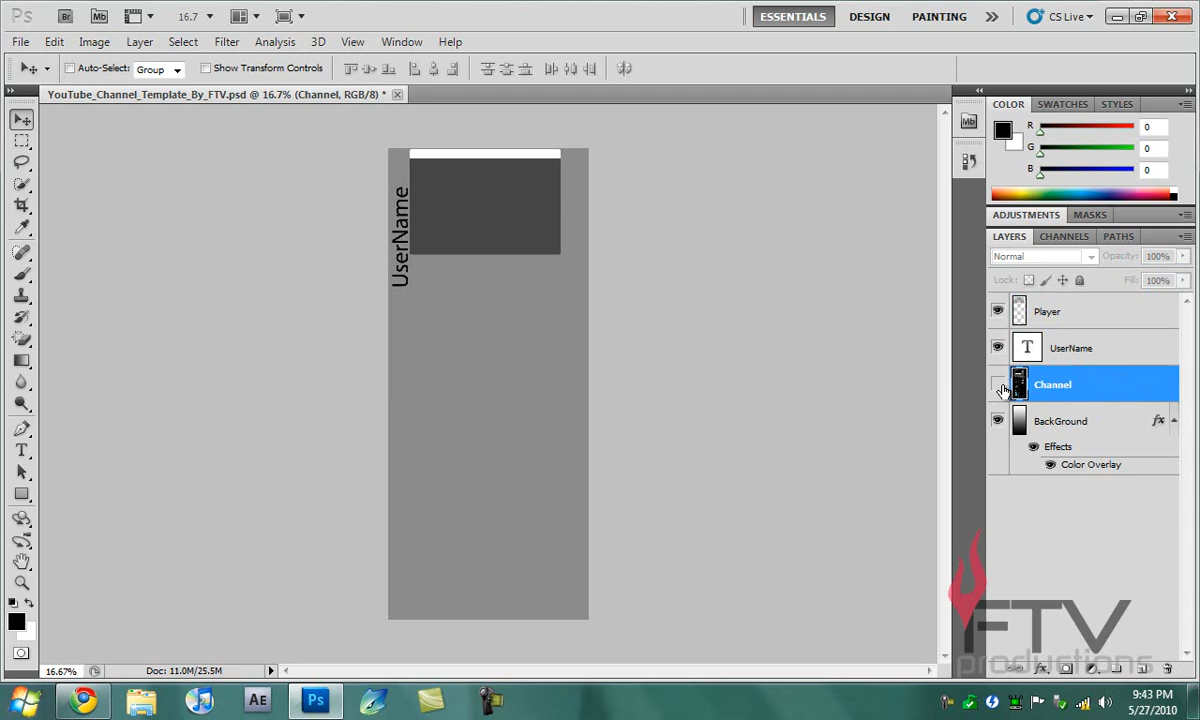 Ps Br Mb 16.7 ESSENTIALS DESIGN PAINTING CS Live
File Edit Image Layer Select Filter Analysis 3D View Window Help
Auto-Select: Group Show Transform Controls
YouTube_Channel_Template_By_FTV.psd @ 16.7% (Channel, RGB/8) *
COLOR SWATCHES STYLES
Mb
R 0
G 0
B 0
ADJUSTMENTS MASKS
LAYERS CHANNELS PATHS
Normal Opacity: 100%
Lock: Fill: 100%
Player
T UserName
Channel
BackGround fx
Effects
Color Overlay
UserName
T
FTV
productions
16.67% Doc: 11.0M/25.5M
Ae Ps
9:43 PM
5/27/2010